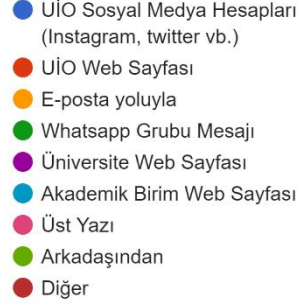 UİO Sosyal Medya Hesapları
(Instagram, twitter vb.)
UİO Web Sayfası
E-posta yoluyla
Whatsapp Grubu Mesajı
Üniversite Web Sayfası
Akademik Birim Web Sayfası
Üst Yazı
Arkadaşından
Diğer